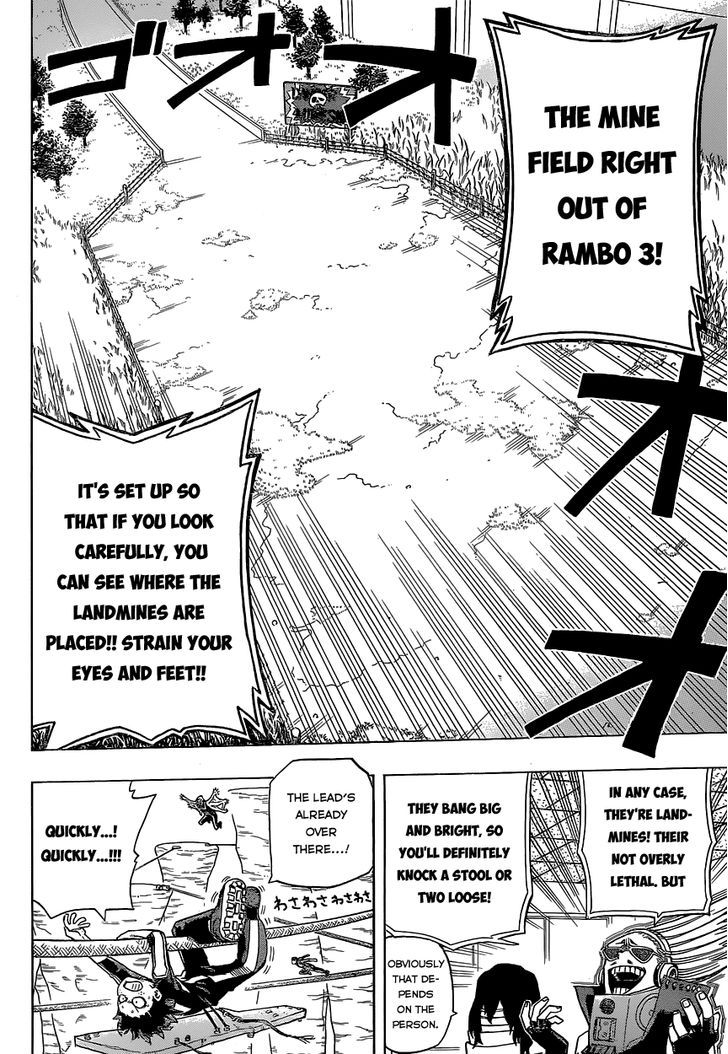 ゴオオオオ
THE MINE
FIELD RIGHT
OUT OF
RAMBO 3!
IT'S SET UP SO
THAT IF YOU LOOK
CAREFULLY, YOU
CAN SEE WHERE THE
LANDMINES ARE
PLACED!! STRAIN YOUR
EYES AND FEET!!
IN ANY CASE,
THEY'RE LAND-
MINES! THEIR
NOT OVERLY
LETHAL. BUT
THEY BANG BIG
AND BRIGHT, SO
YOU'LL DEFINITELY
KNOCK A STOOL OR
TWO LOOSE!
OBVIOUSLY
THAT DE-
PENDS
ON THE
PERSON.
THE LEAD'S
ALREADY
OVER
THERE...!
わさわさわさわさ
QUICKLY...!
QUICKLY...!!!